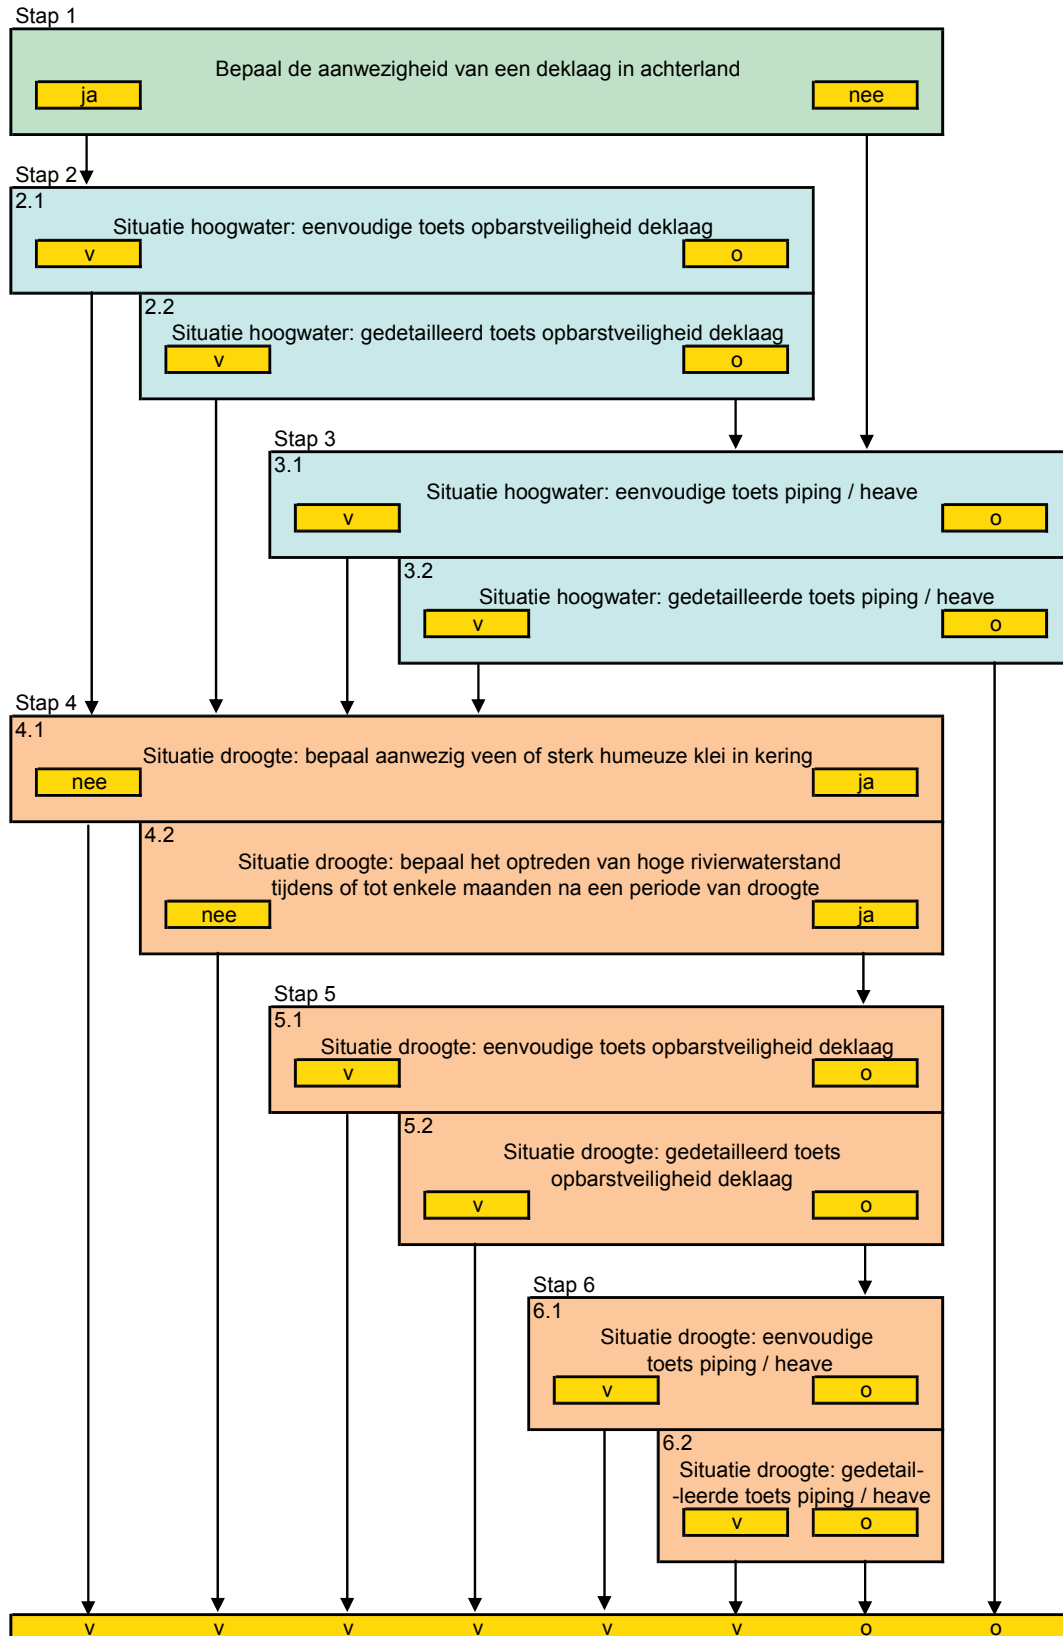 Stap 1
Bepaal de aanwezigheid van een deklaag in achterland
ja
nee
Stap 2
2.1
Situatie hoogwater: eenvoudige toets opbarstveiligheid deklaag
v
o
2.2
Situatie hoogwater: gedetailleerd toets opbarstveiligheid deklaag
v
o
Stap 3
3.1
Situatie hoogwater: eenvoudige toets piping / heave
v
o
3.2
Situatie hoogwater: gedetailleerde toets piping / heave
v
o
Stap 4
4.1
Situatie droogte: bepaal aanwezig veen of sterk humeuze klei in kering
nee
ja
4.2
Situatie droogte: bepaal het optreden van hoge rivierwaterstand
tijdens of tot enkele maanden na een periode van droogte
nee
ja
Stap 5
5.1
Situatie droogte: eenvoudige toets opbarstveiligheid deklaag
v
o
5.2
Situatie droogte: gedetailleerd toets
opbarstveiligheid deklaag
v
o
Stap 6
6.1
Situatie droogte: eenvoudige
toets piping / heave
v
o
6.2
Situatie droogte: gedetail-
-leerde toets piping / heave
v
o
v v v v v v o o